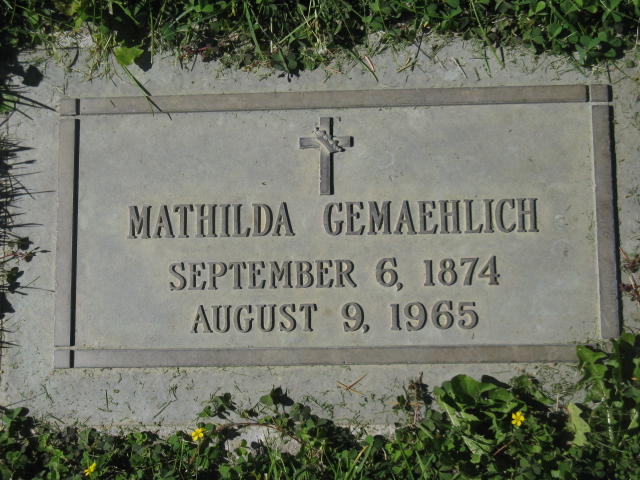 MATHILDA GEMAEHLICH
SEPTEMBER 6, 1874
AUGUST 9, 1965